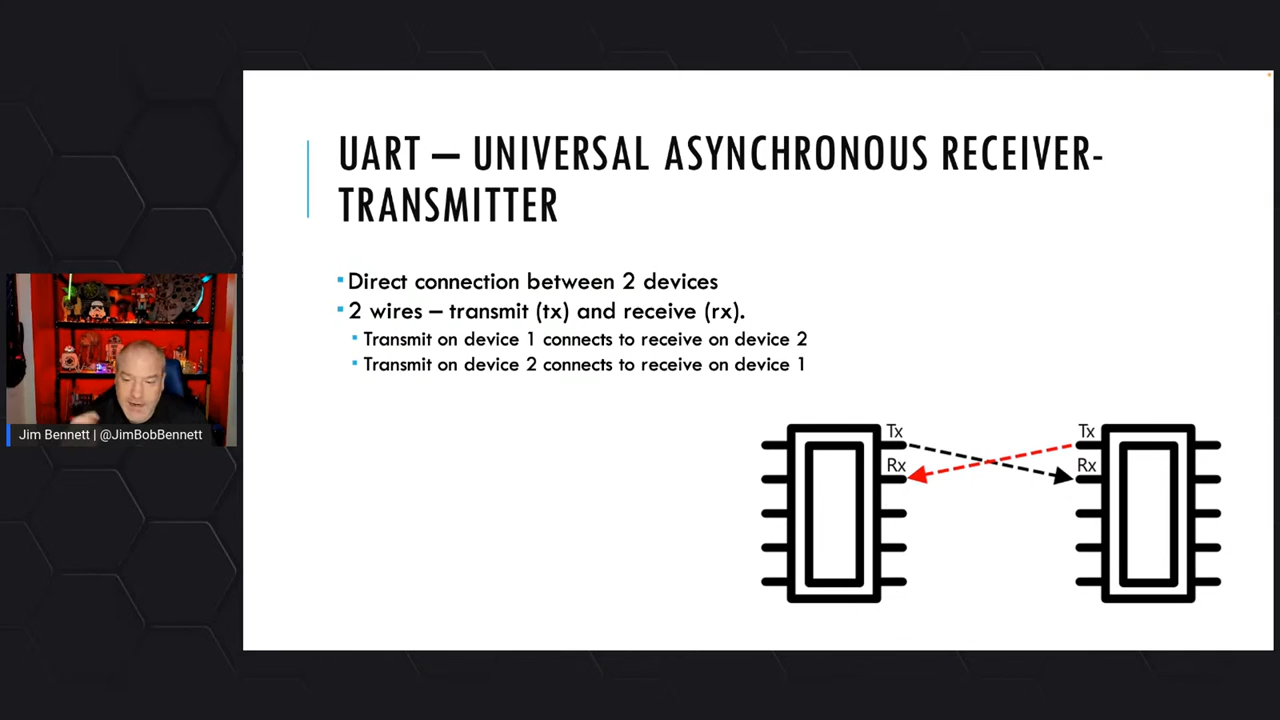 UART – UNIVERSAL ASYNCHRONOUS RECEIVER-
TRANSMITTER
Direct connection between 2 devices
2 wires – transmit (tx) and receive (rx).
Transmit on device 1 connects to receive on device 2
Transmit on device 2 connects to receive on device 1
Jim Bennett | @JimBobBennett
Tx
Tx
Rx
Rx